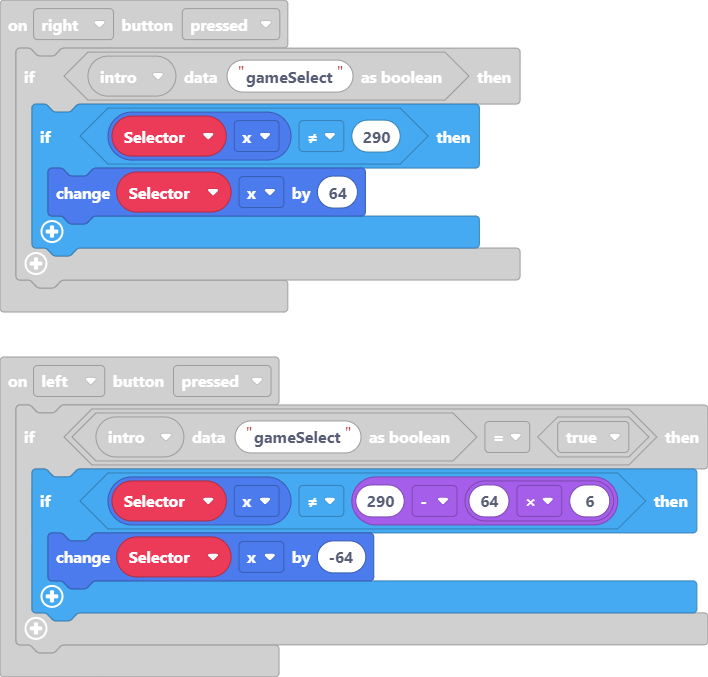 on right button pressed
if intro data "gameSelect" as boolean then
if Selector x ≠ 290 then
change Selector x by 64
on left button pressed
if intro data "gameSelect" as boolean = true then
if Selector x ≠ 290 - 64 × 6 then
change Selector x by -64